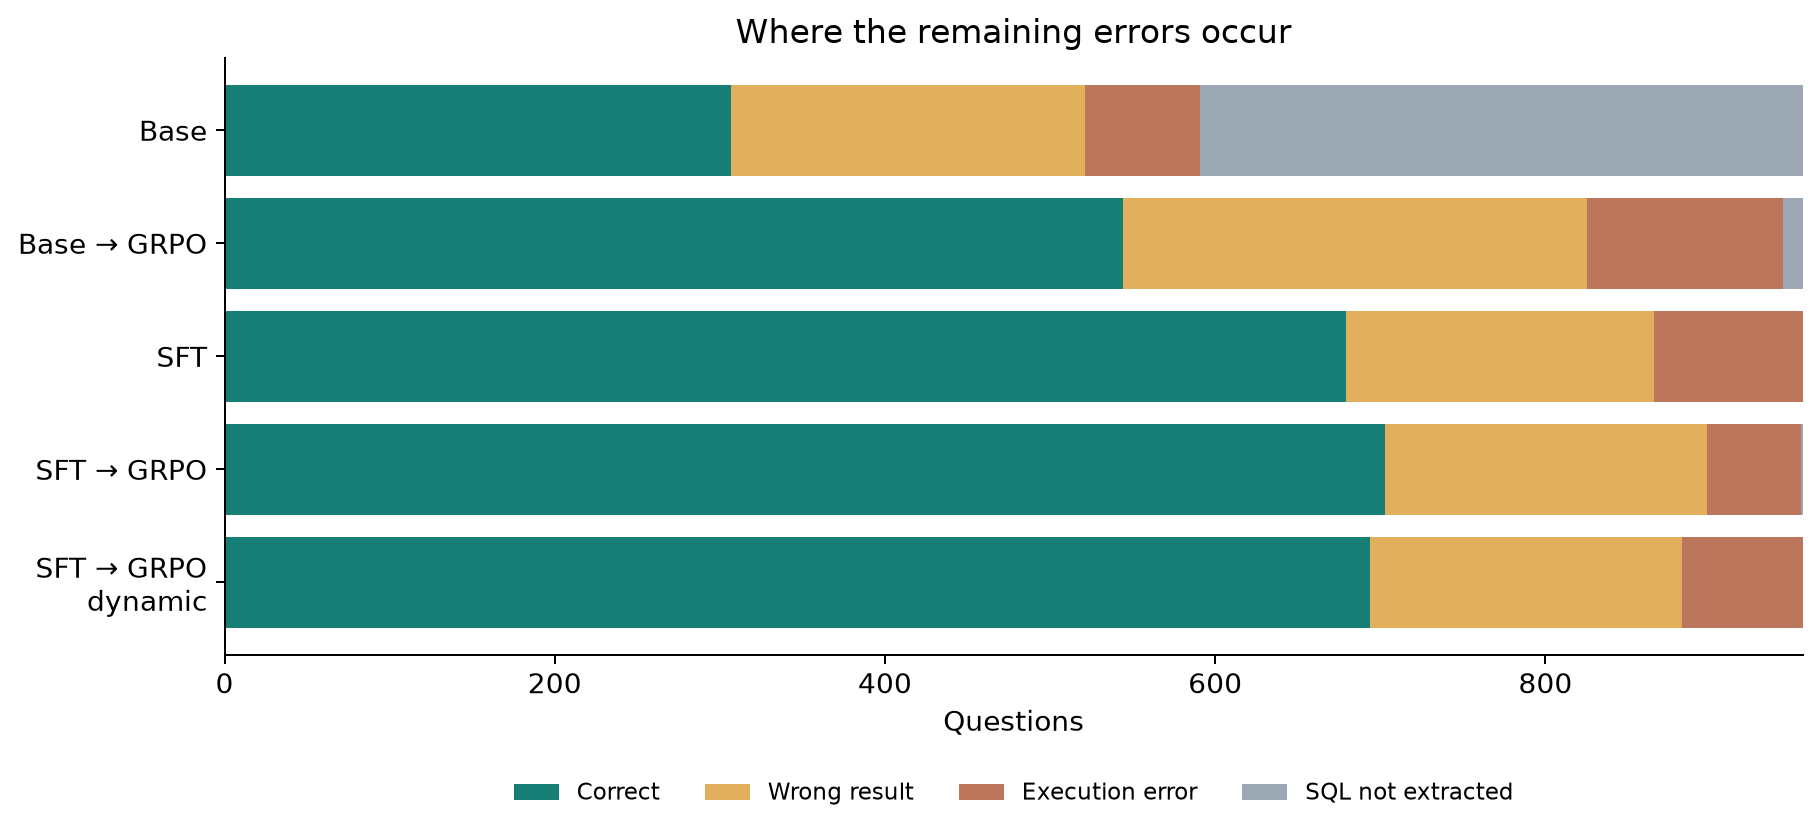 Where the remaining errors occur
Base
Base → GRPO
SFT
SFT → GRPO
SFT → GRPO
dynamic
0
200
400
600
800
Questions
Correct
Wrong result
Execution error
SQL not extracted